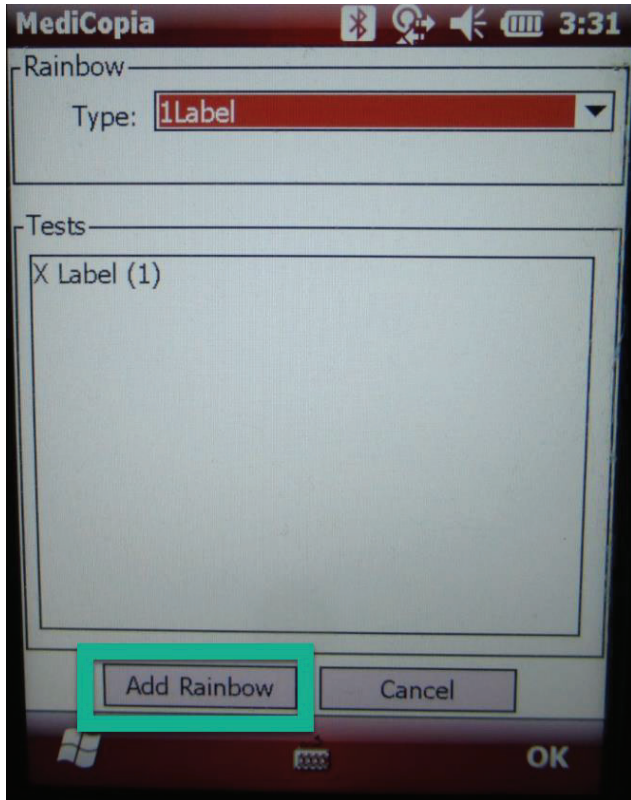 MediCopia 3:31
Rainbow
Type: 1Label
Tests
X Label (1)
Add Rainbow Cancel
OK